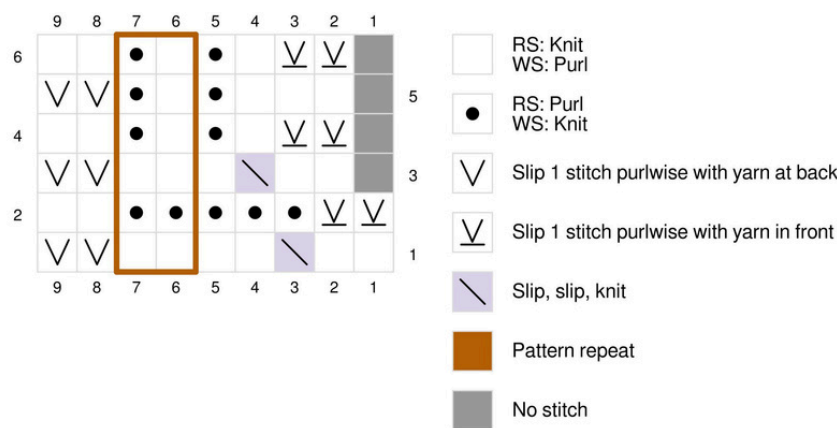 9 8 7 6 5 4 3 2 1
6
5
4
3
2
1
9 8 7 6 5 4 3 2 1
RS: Knit
WS: Purl
RS: Purl
WS: Knit
Slip 1 stitch purlwise with yarn at back
Slip 1 stitch purlwise with yarn in front
Slip, slip, knit
Pattern repeat
No stitch